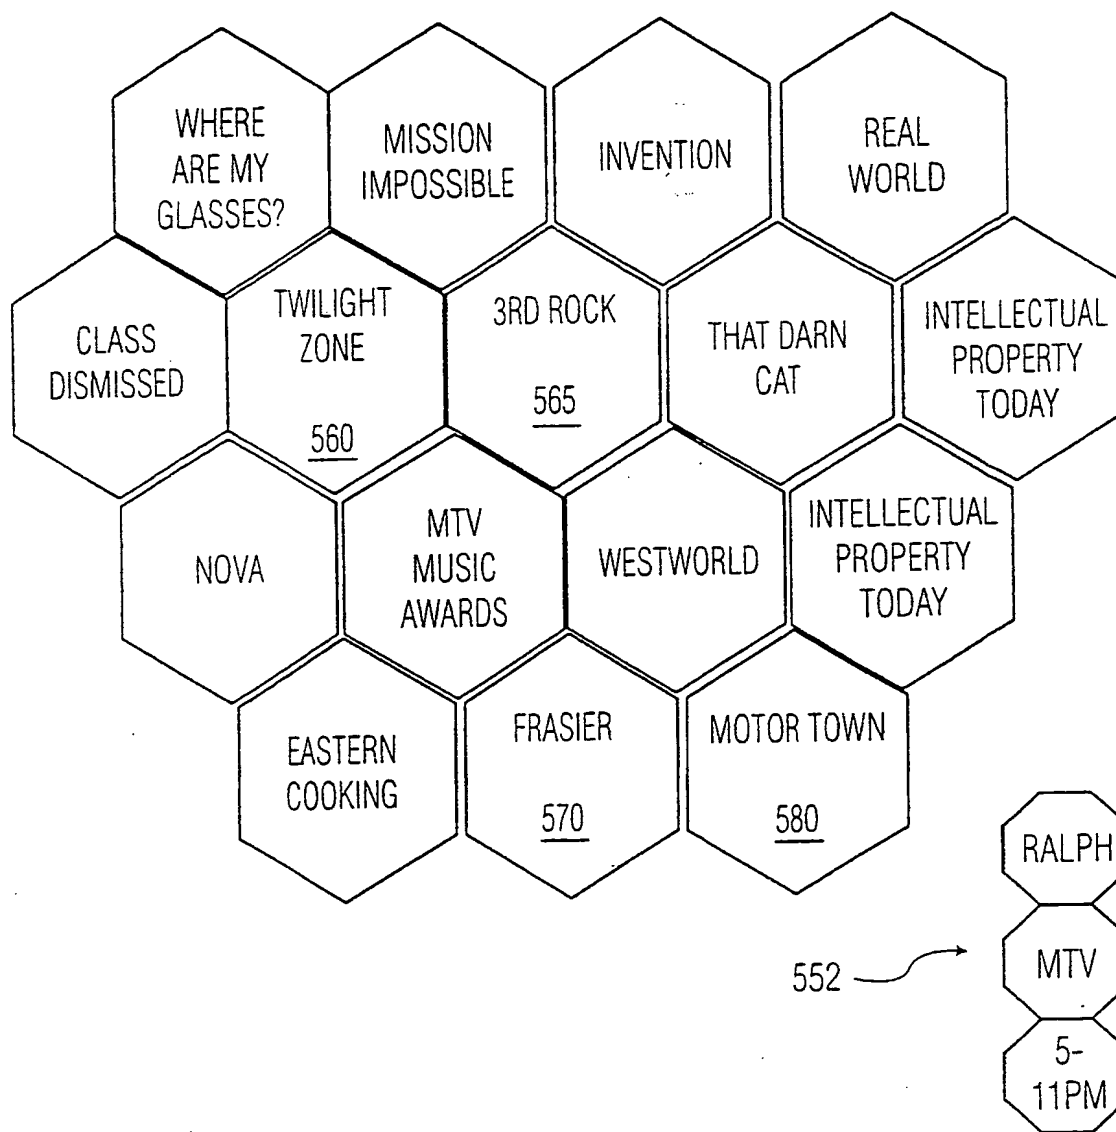 WHERE
ARE MY
GLASSES?
MISSION
IMPOSSIBLE
INVENTION
REAL
WORLD
CLASS
DISMISSED
TWILIGHT
ZONE
560
3RD ROCK
565
THAT DARN
CAT
INTELLECTUAL
PROPERTY
TODAY
NOVA
MTV
MUSIC
AWARDS
WESTWORLD
INTELLECTUAL
PROPERTY
TODAY
EASTERN
COOKING
FRASIER
570
MOTOR TOWN
580
RALPH
552
MTV
5-
11PM